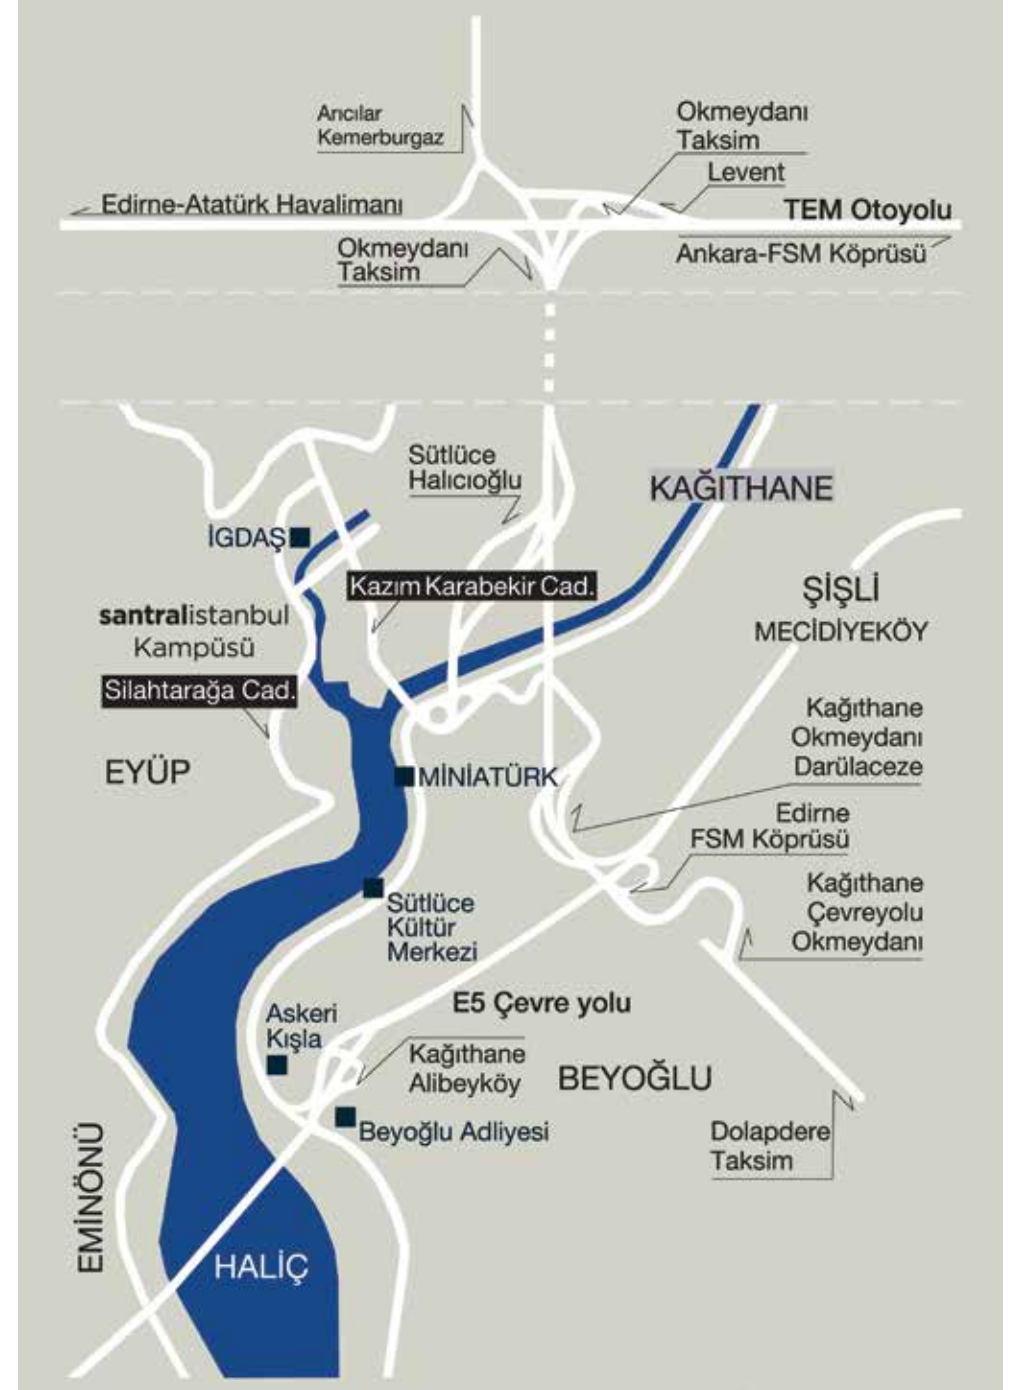 Arıcılar
Kemerburgaz
Okmeydanı
Taksim
Levent
Edirne-Atatürk Havalimanı
TEM Otoyolu
Okmeydanı
Taksim
Ankara-FSM Köprüsü
Sütlüce
Halıcıoğlu
KAĞITHANE
İGDAŞ
Kazım Karabekir Cad.
ŞİŞLİ
MECİDİYEKÖY
santralistanbul
Kampüsü
Silahtarağa Cad.
EYÜP
MİNİATÜRK
Kağıthane
Okmeydanı
Darülaceze
Edirne
FSM Köprüsü
Kağıthane
Çevreyolu
Okmeydanı
Sütlüce
Kültür
Merkezi
E5 Çevre yolu
Askeri
Kışla
Kağıthane
Alibeyköy
BEYOĞLU
Beyoğlu Adliyesi
Dolapdere
Taksim
EMİNÖNÜ
HALİÇ